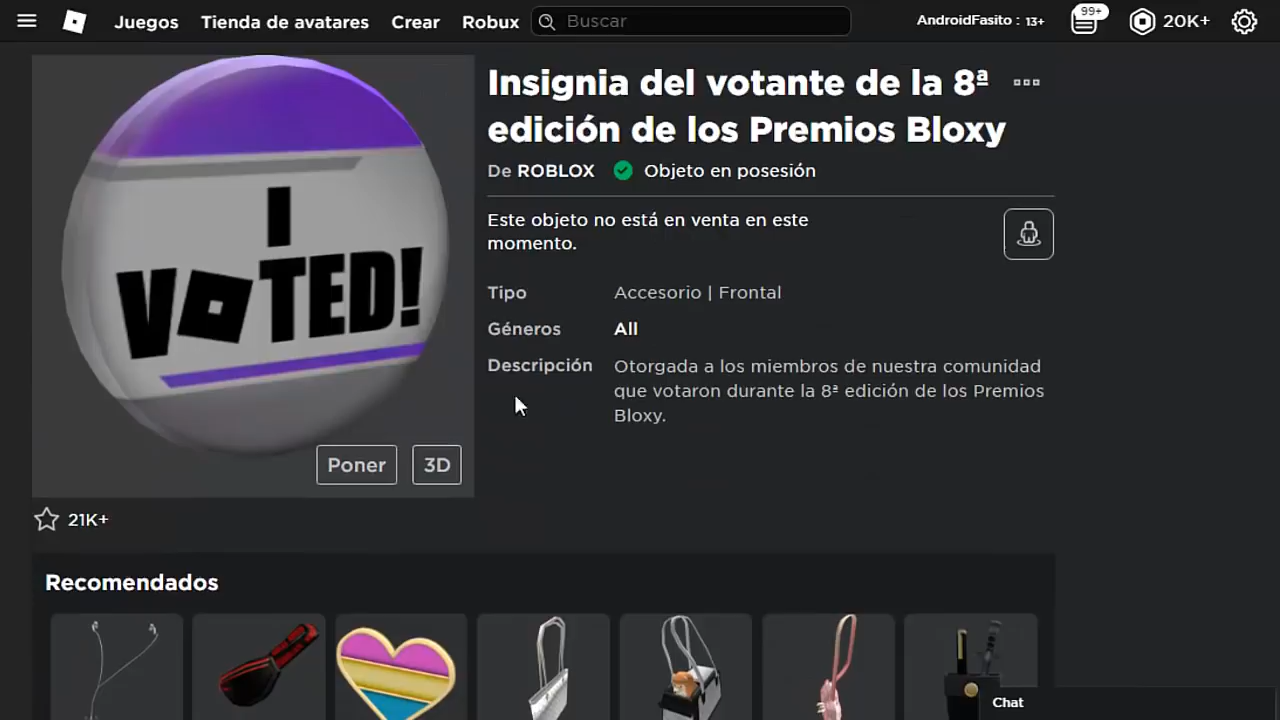 Juegos Tienda de avatares Crear Robux Buscar AndroidFasito : 13+ 99+ 20K+
Insignia del votante de la 8ª
edición de los Premios Bloxy
De ROBLOX Objeto en posesión
Este objeto no está en venta en este
momento.
Tipo Accesorio | Frontal
Géneros All
Descripción Otorgada a los miembros de nuestra comunidad
que votaron durante la 8ª edición de los Premios
Bloxy.
I
VOTED!
Poner 3D
21K+
Recomendados
Chat